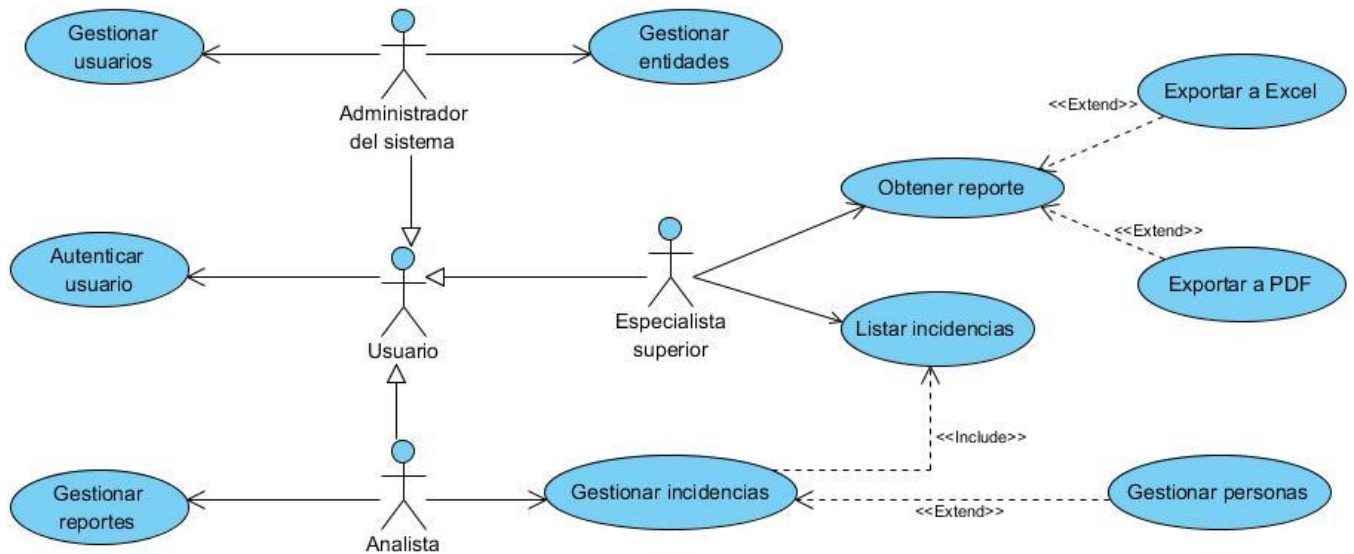 Gestionar
usuarios
Administrador
del sistema
Gestionar
entidades
Exportar a Excel
<<Extend>>
Obtener reporte
<<Extend>>
Exportar a PDF
Autenticar
usuario
Usuario
Especialista
superior
Listar incidencias
<<Include>>
Gestionar
reportes
Analista
Gestionar incidencias
<<Extend>>
Gestionar personas